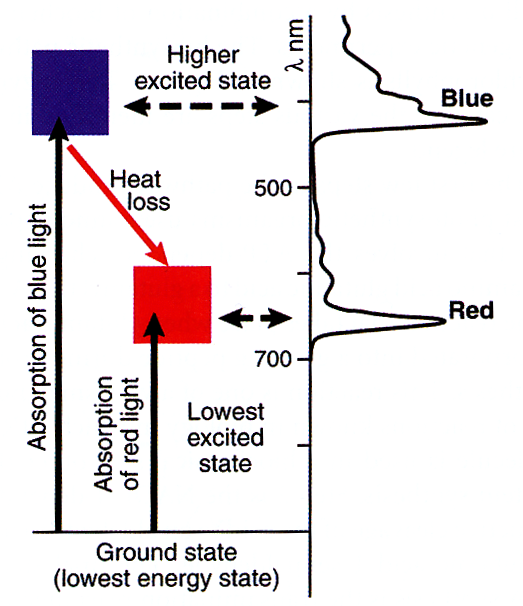 Higher
excited state
λ nm
Blue
Heat
loss
500
Absorption of blue light
Red
700
Absorption
of red light
Lowest
excited
state
Ground state
(lowest energy state)